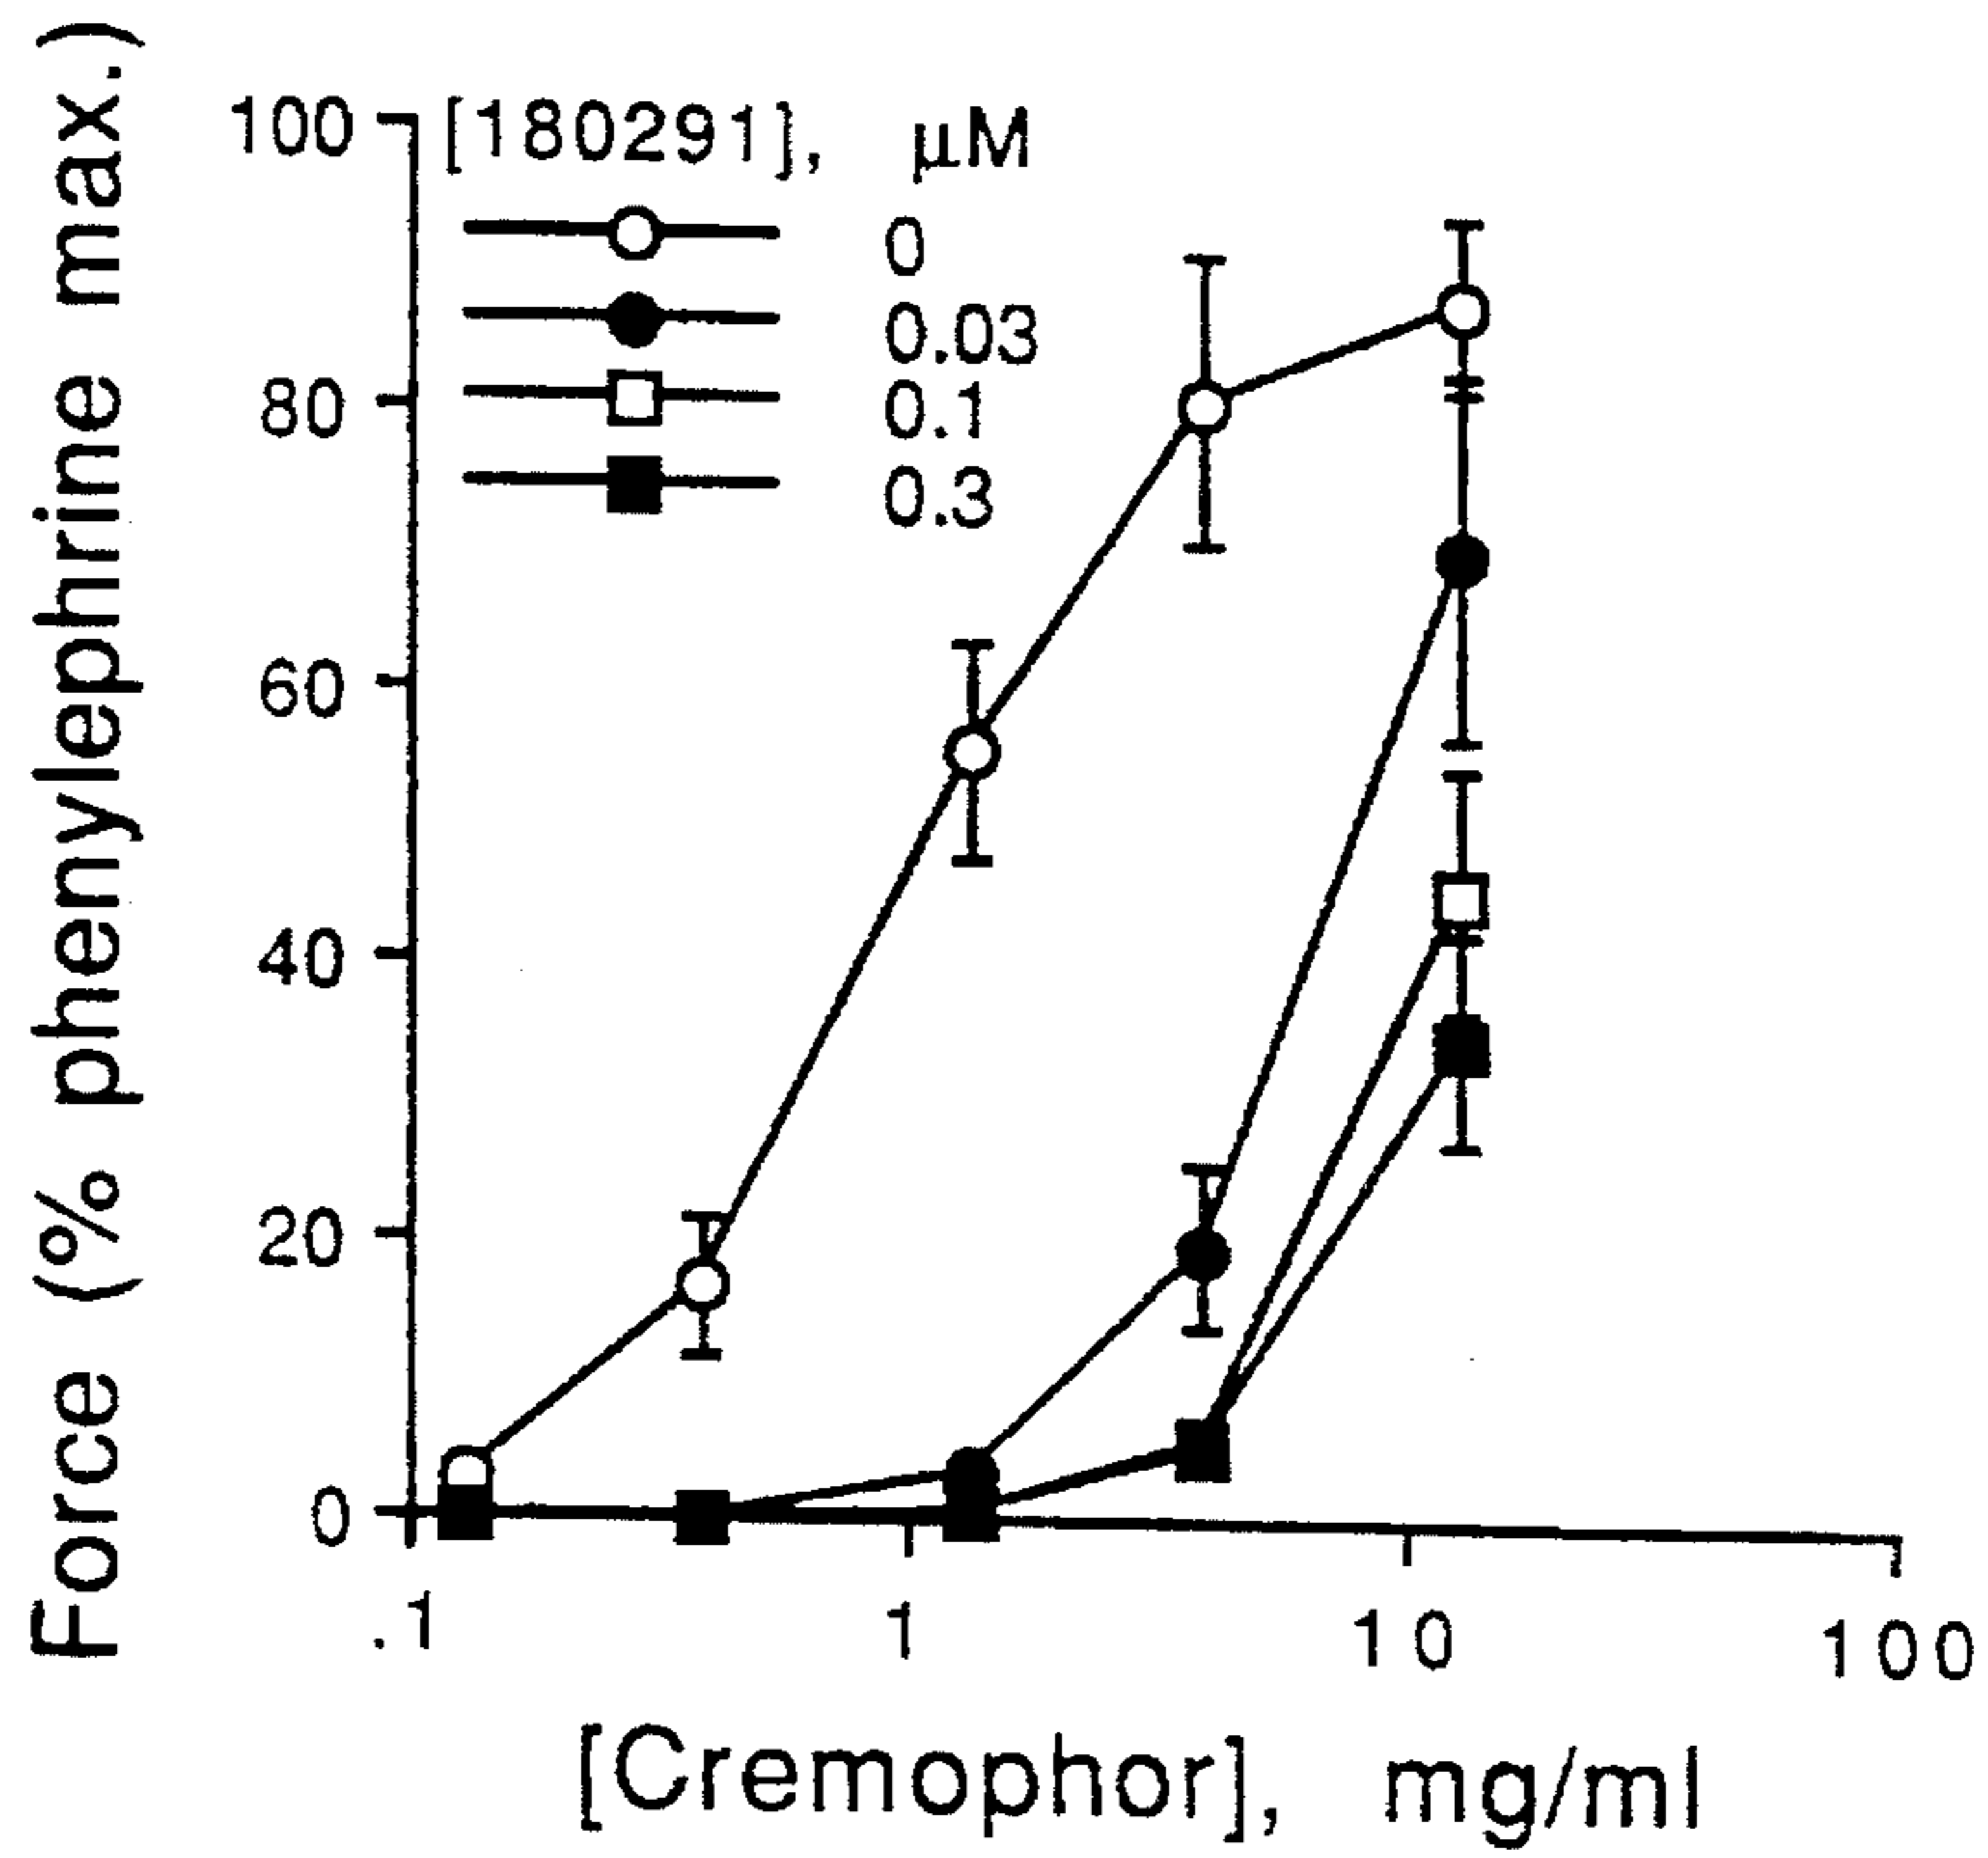 Force (% phenylephrine max.)
100
80
60
40
20
0
[180291], µM
0
0.03
0.1
0.3
.1 1 10 100
[Cremophor], mg/ml